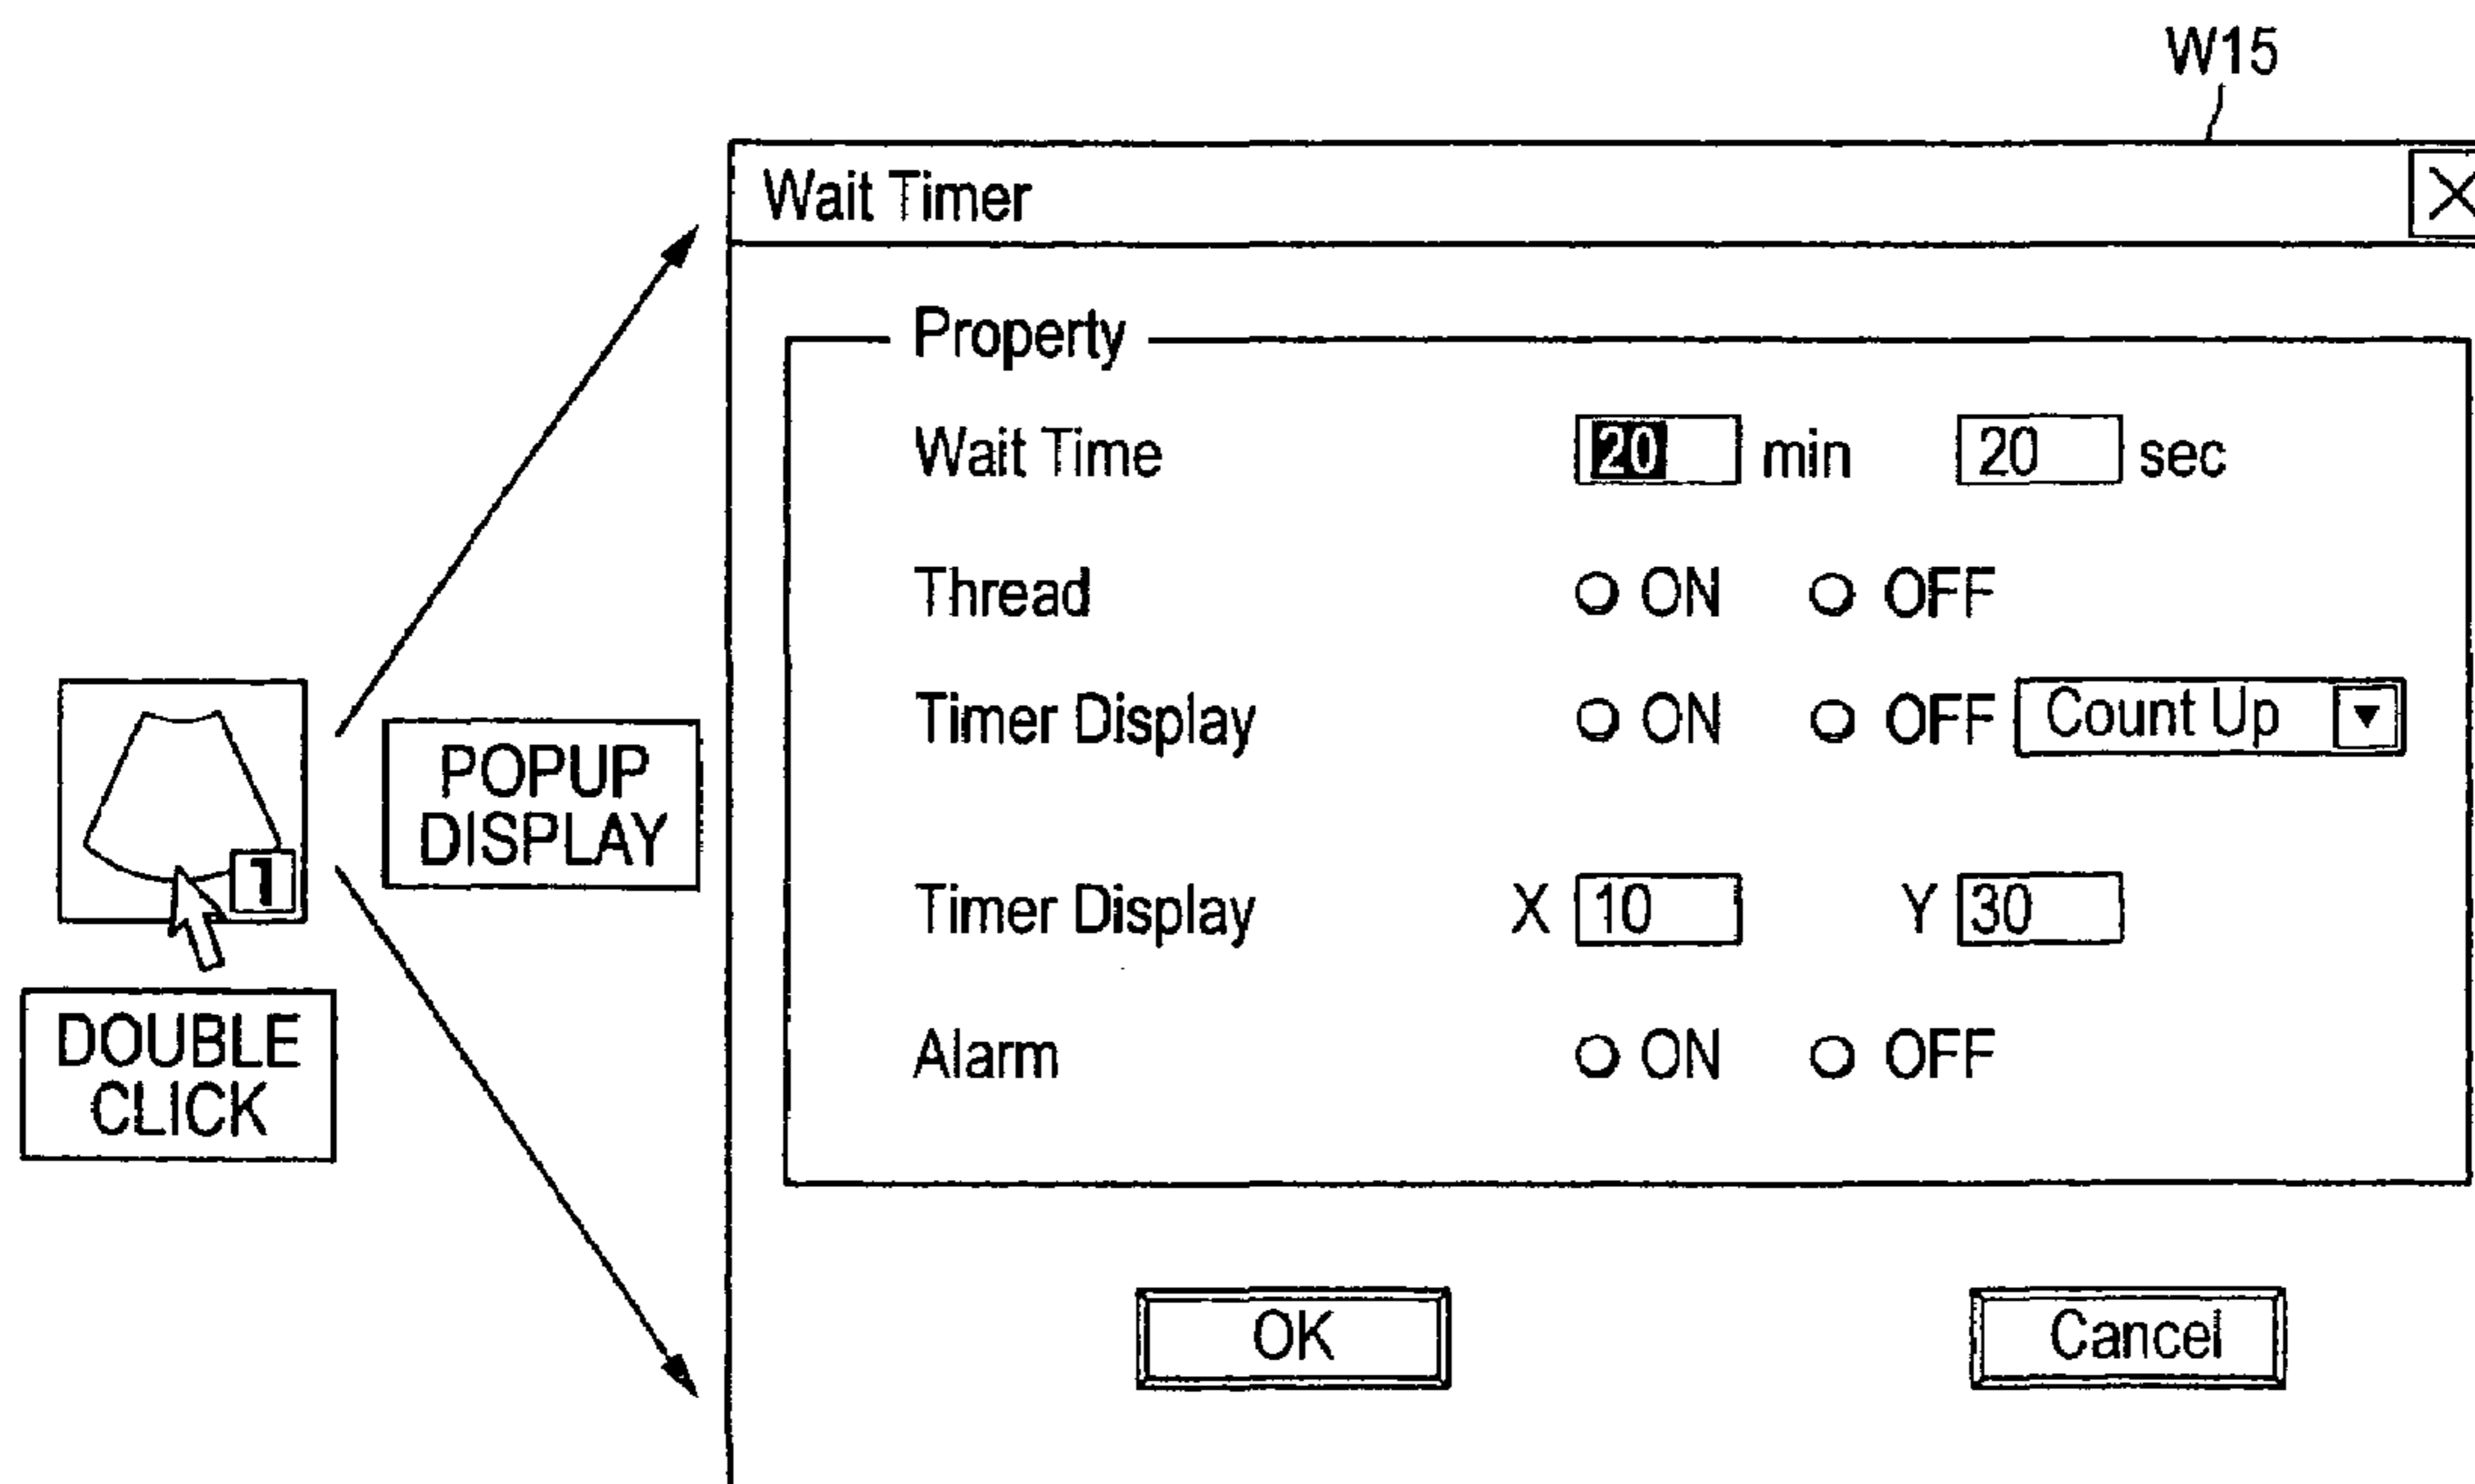 W15
Wait Timer
Property
Wait Time 20 min 20 sec
Thread ON OFF
Timer Display ON OFF Count Up
Timer Display X 10 Y 30
Alarm ON OFF
OK Cancel
POPUP
DISPLAY
1
DOUBLE
CLICK